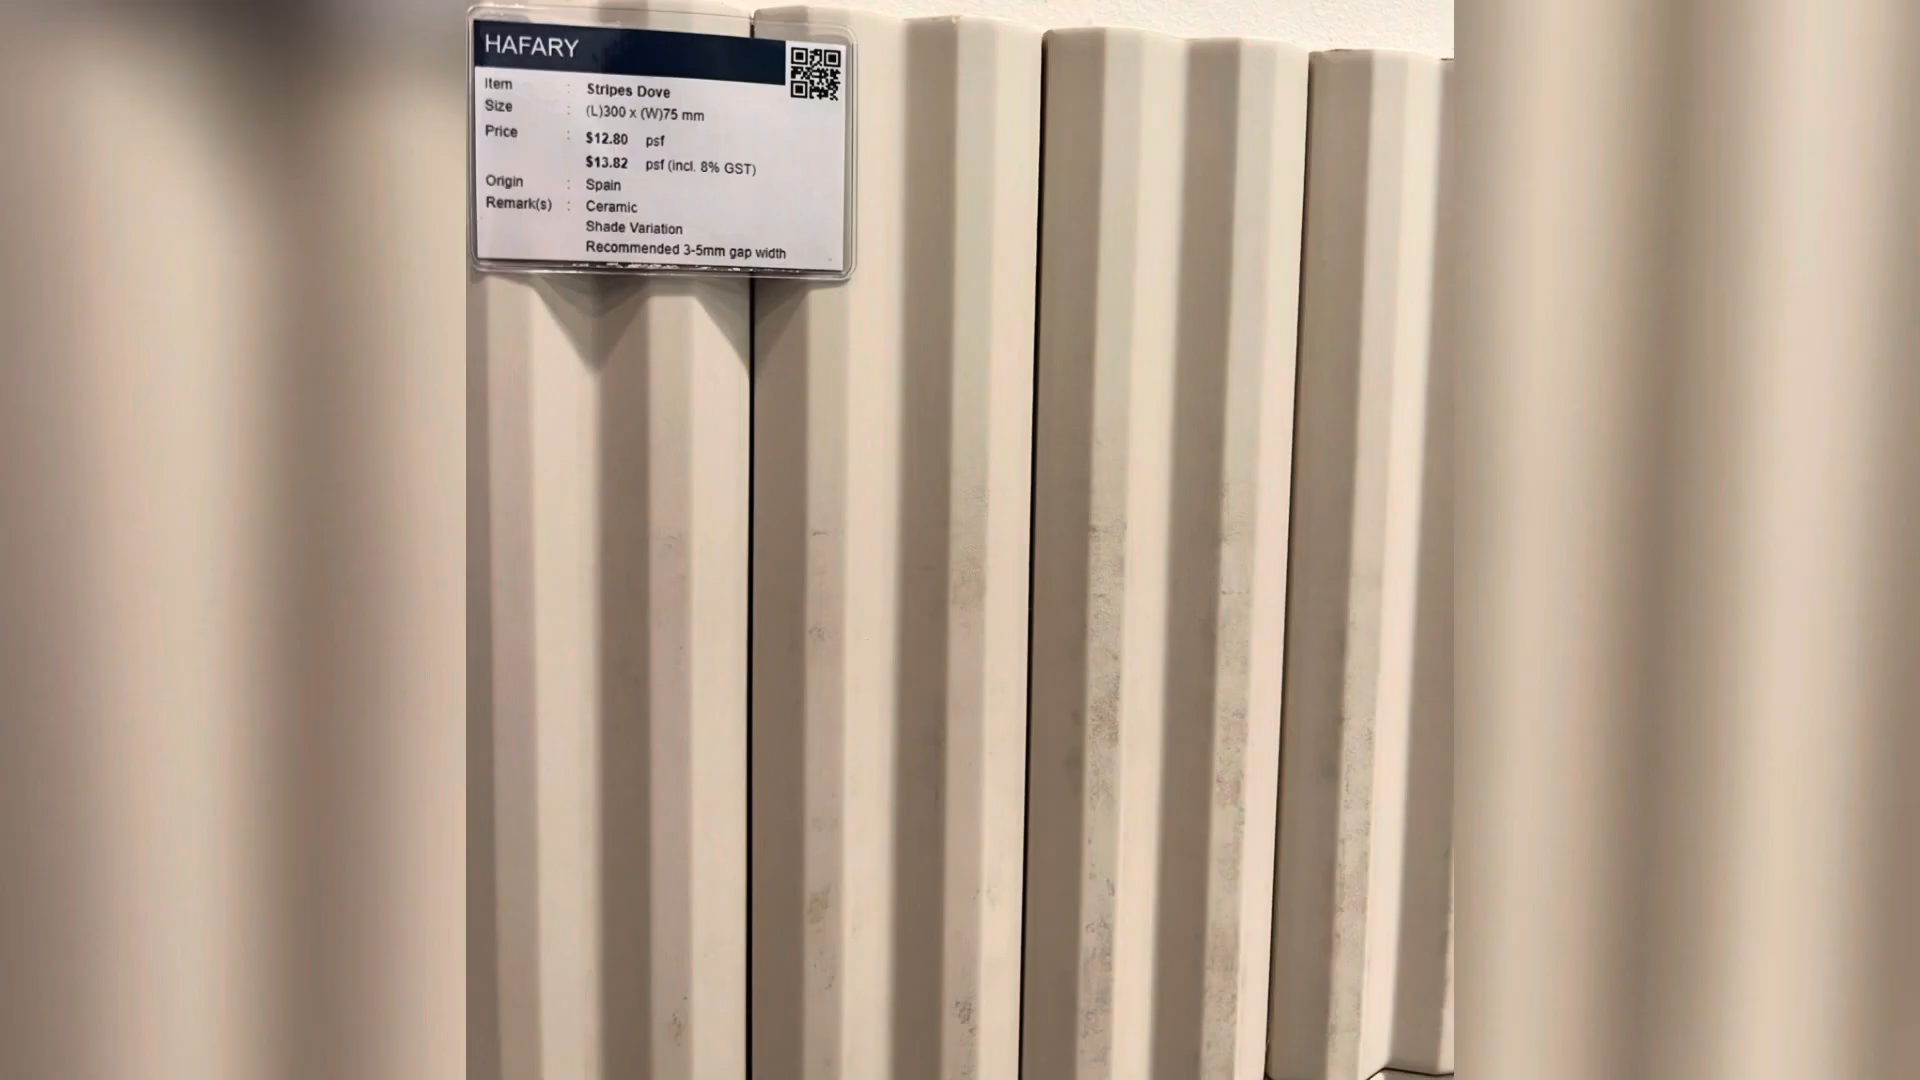 HAFARY
Item : Stripes Dove
Size : (L)300 x (W)75 mm
Price : $12.80 psf
$13.82 psf (incl. 8% GST)
Origin : Spain
Remark(s) : Ceramic
Shade Variation
Recommended 3-5mm gap width